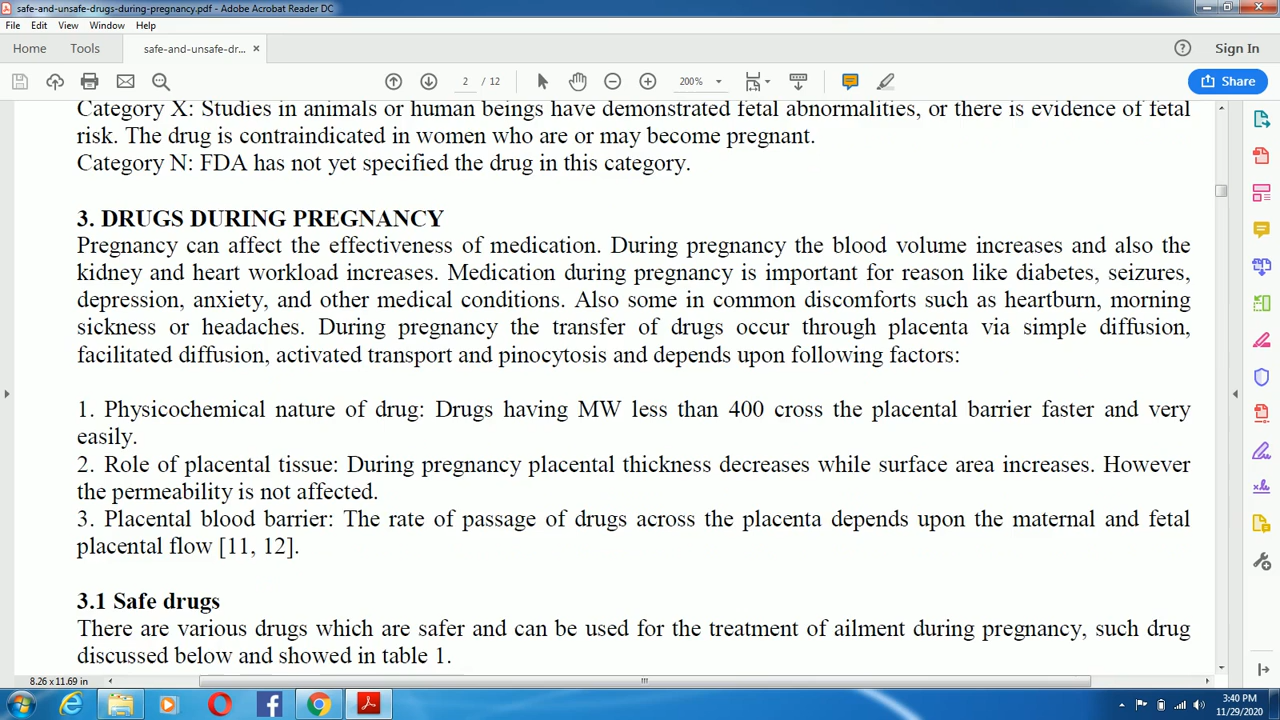 safe-and-unsafe-drugs-during-pregnancy.pdf - Adobe Acrobat Reader DC
File Edit View Window Help
Home Tools safe-and-unsafe-dr... × Sign In
2 / 12 200% Share
Category X: Studies in animals or human beings have demonstrated fetal abnormalities, or there is evidence of fetal
risk. The drug is contraindicated in women who are or may become pregnant.
Category N: FDA has not yet specified the drug in this category.
3. DRUGS DURING PREGNANCY
Pregnancy can affect the effectiveness of medication. During pregnancy the blood volume increases and also the
kidney and heart workload increases. Medication during pregnancy is important for reason like diabetes, seizures,
depression, anxiety, and other medical conditions. Also some in common discomforts such as heartburn, morning
sickness or headaches. During pregnancy the transfer of drugs occur through placenta via simple diffusion,
facilitated diffusion, activated transport and pinocytosis and depends upon following factors:
1. Physicochemical nature of drug: Drugs having MW less than 400 cross the placental barrier faster and very
easily.
2. Role of placental tissue: During pregnancy placental thickness decreases while surface area increases. However
the permeability is not affected.
3. Placental blood barrier: The rate of passage of drugs across the placenta depends upon the maternal and fetal
placental flow [11, 12].
3.1 Safe drugs
There are various drugs which are safer and can be used for the treatment of ailment during pregnancy, such drug
discussed below and showed in table 1.
8.26 x 11.69 in
3:40 PM
11/29/2020